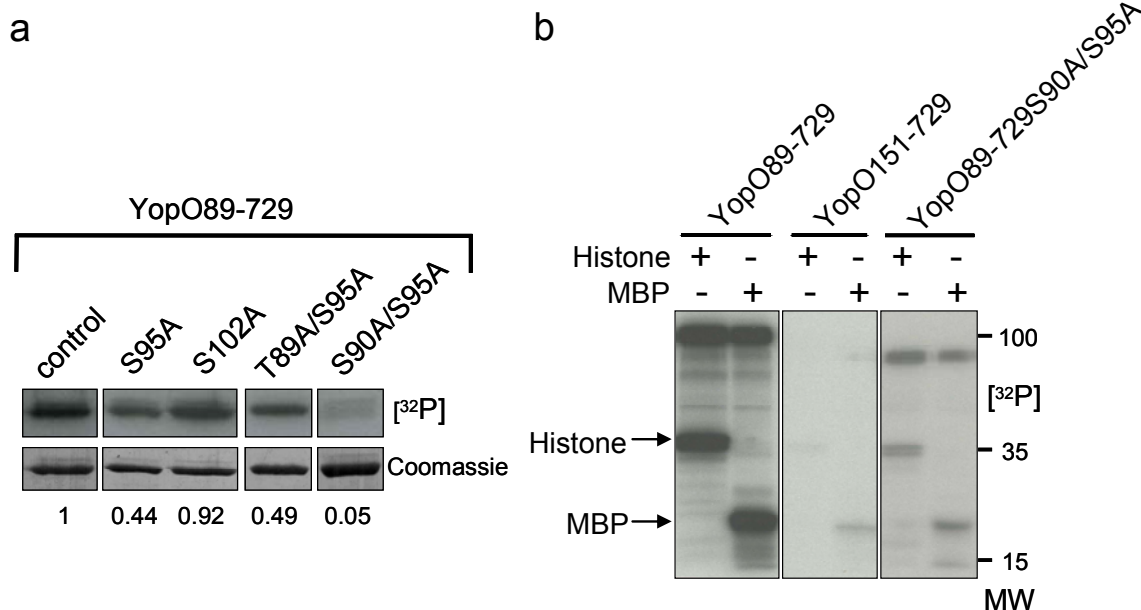 a
YopO89-729
control
S95A
S102A
T89A/S95A
S90A/S95A
[³²P]
Coomassie
1 0.44 0.92 0.49 0.05
b
YopO89-729
YopO151-729
YopO89-729S90A/S95A
Histone + - + - + -
MBP - + - + - +
100
[³²P]
Histone
35
MBP
15
MW